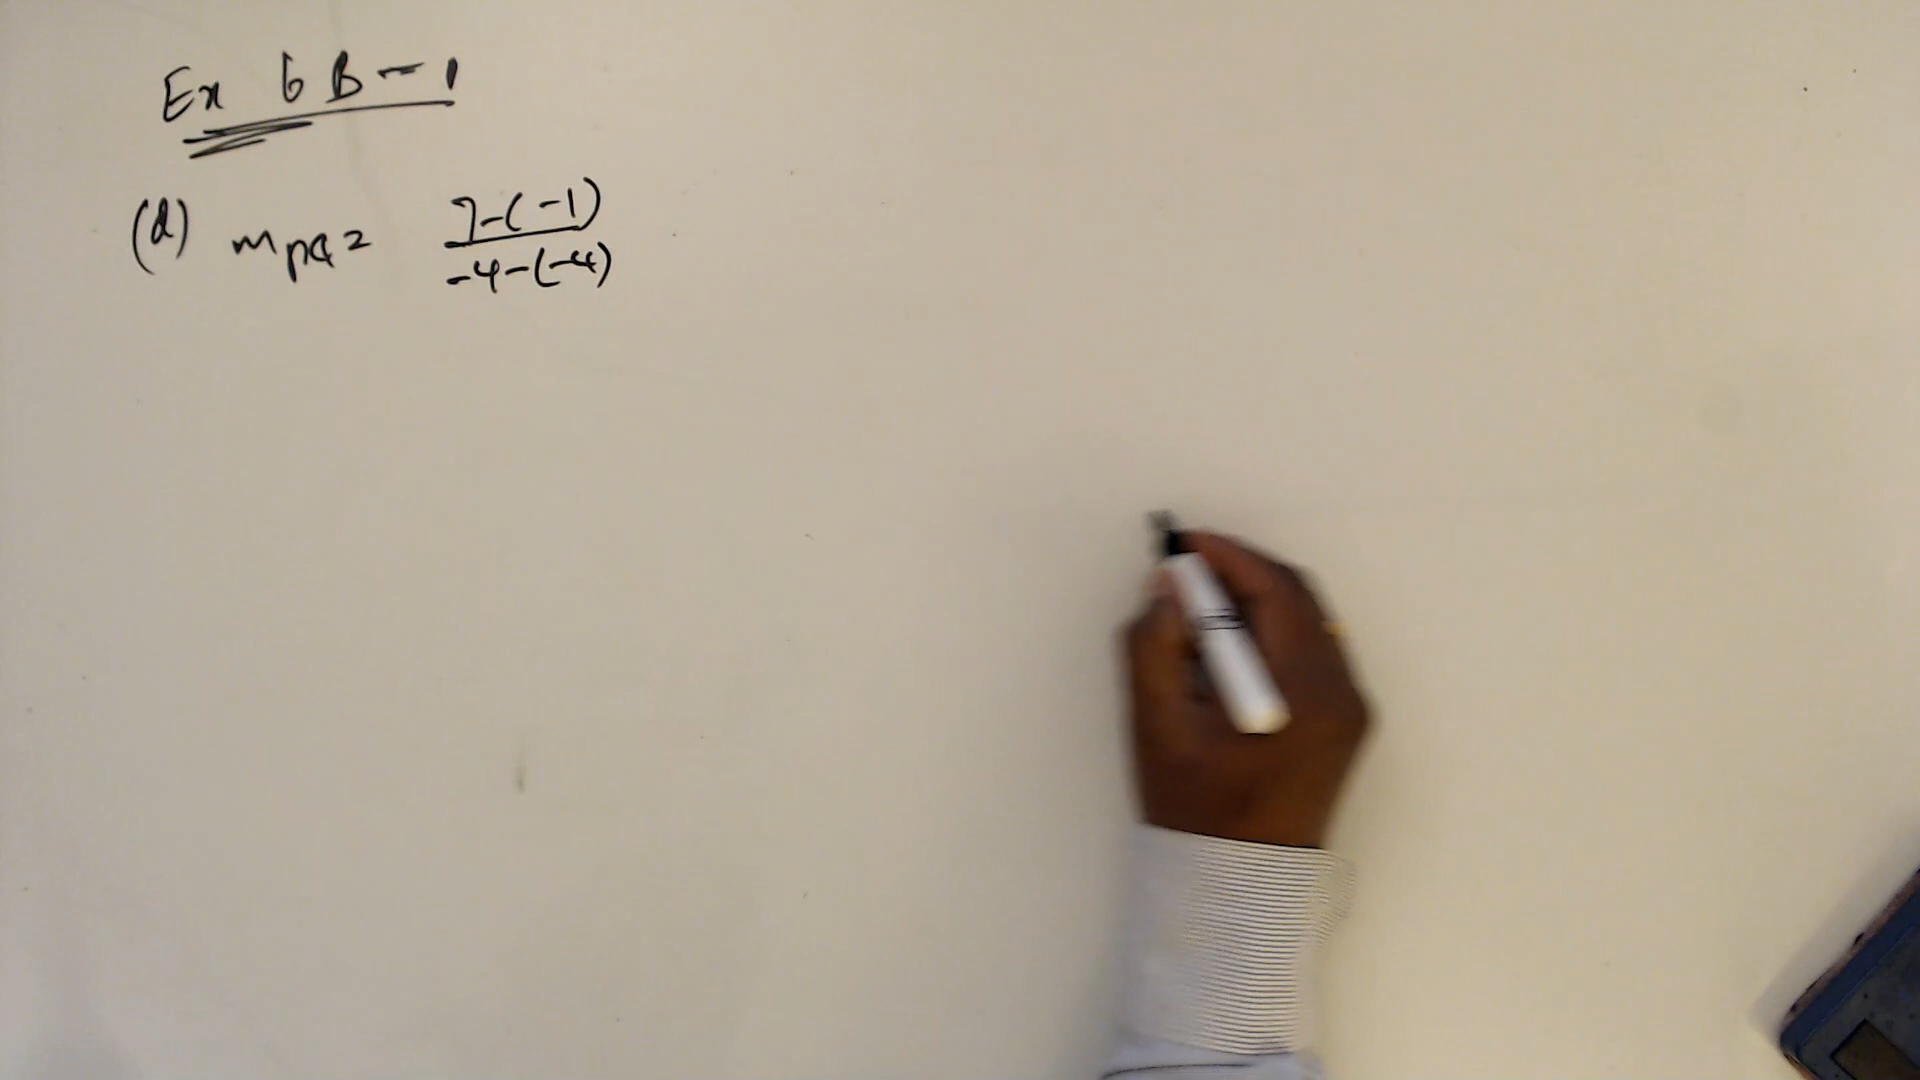 Ex 6B-1
(d) mPQ = 7-(-1)
-4-(-4)